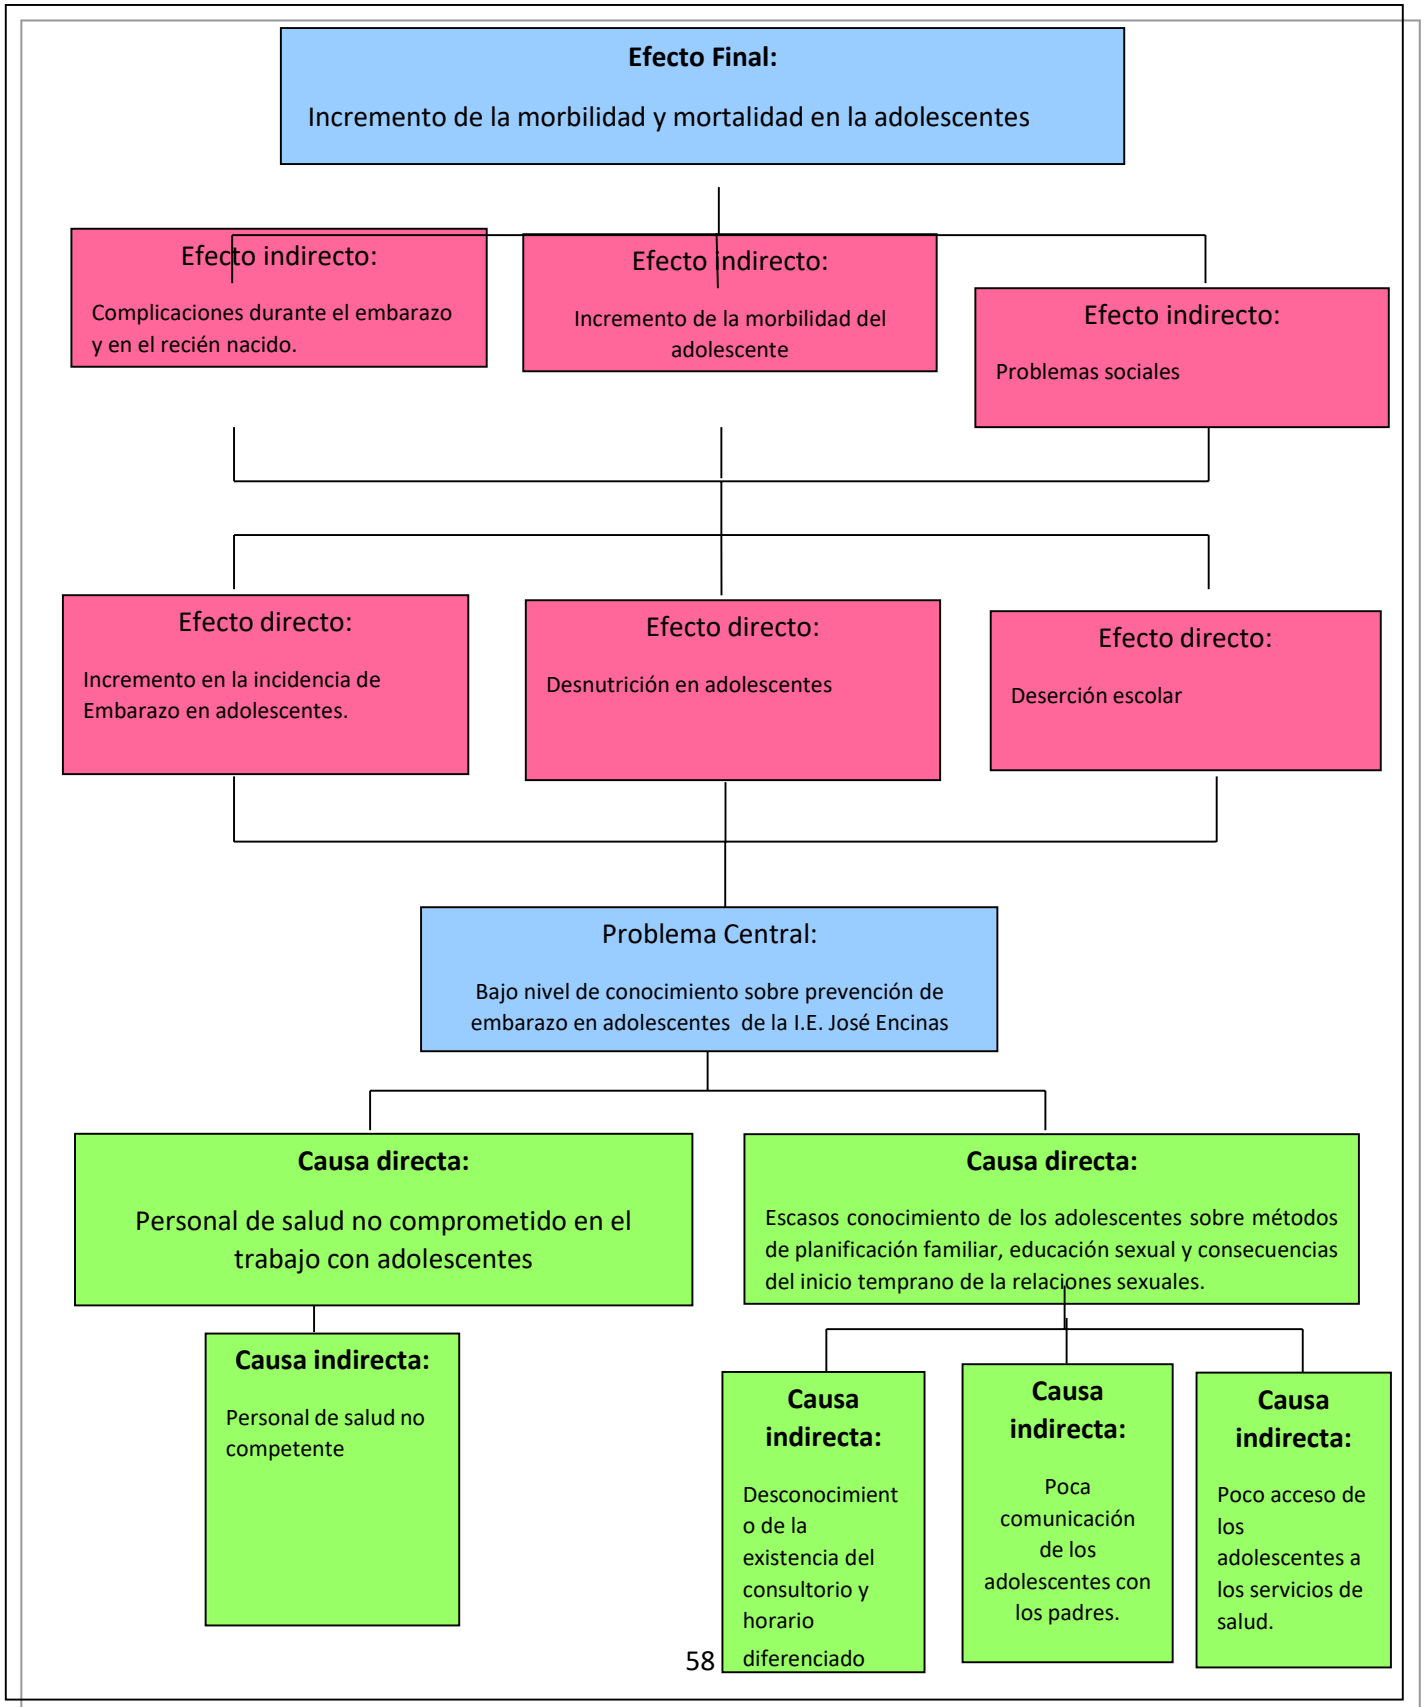 Efecto Final:
Incremento de la morbilidad y mortalidad en la adolescentes
Efecto indirecto:
Complicaciones durante el embarazo
y en el recién nacido.
Efecto indirecto:
Incremento de la morbilidad del
adolescente
Efecto indirecto:
Problemas sociales
Efecto directo:
Incremento en la incidencia de
Embarazo en adolescentes.
Efecto directo:
Desnutrición en adolescentes
Efecto directo:
Deserción escolar
Problema Central:
Bajo nivel de conocimiento sobre prevención de
embarazo en adolescentes  de la I.E. José Encinas
Causa directa:
Personal de salud no comprometido en el
trabajo con adolescentes
Causa directa:
Escasos conocimiento de los adolescentes sobre métodos
de planificación familiar, educación sexual y consecuencias
del inicio temprano de la relaciones sexuales.
Causa indirecta:
Personal de salud no
competente
Causa
indirecta:
Desconocimient
o de la
existencia del
consultorio y
horario
diferenciado
Causa
indirecta:
Poca
comunicación
de los
adolescentes con
los padres.
Causa
indirecta:
Poco acceso de
los
adolescentes a
los servicios de
salud.
58